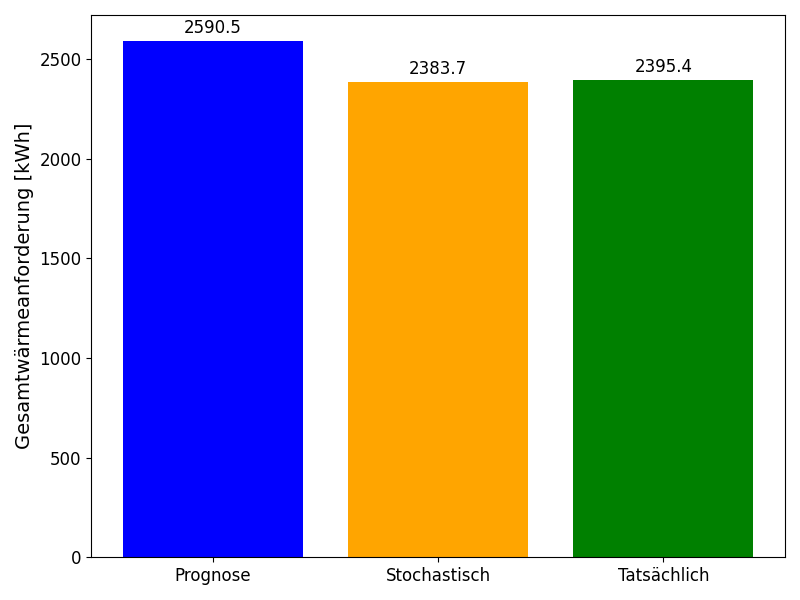 2590.5
2383.7
2395.4
Gesamtwärmeanforderung [kWh]
2500
2000
1500
1000
500
0
Prognose
Stochastisch
Tatsächlich